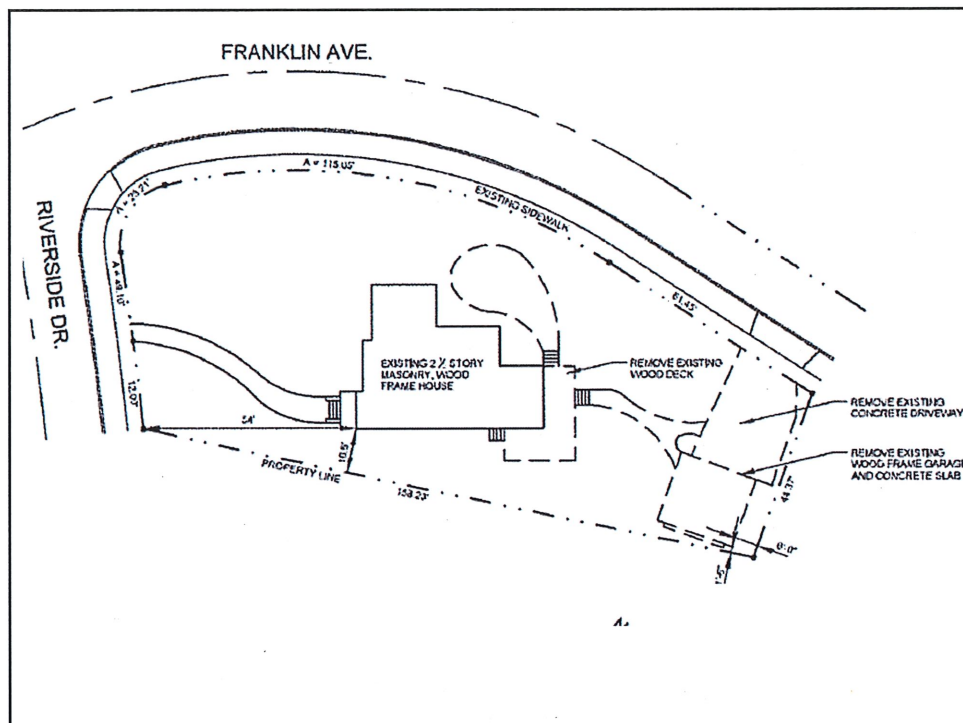 FRANKLIN AVE.
A = 115.05'
A = 23.21'
EXISTING SIDEWALK
RIVERSIDE DR.
A = 49.10'
61.45'
EXISTING 2 ½ STORY
MASONRY, WOOD
FRAME HOUSE
REMOVE EXISTING
WOOD DECK
12.07'
54'
REMOVE EXISTING
CONCRETE DRIVEWAY
10.5'
PROPERTY LINE
158.23'
REMOVE EXISTING
WOOD FRAME GARAGE
AND CONCRETE SLAB
44.37'